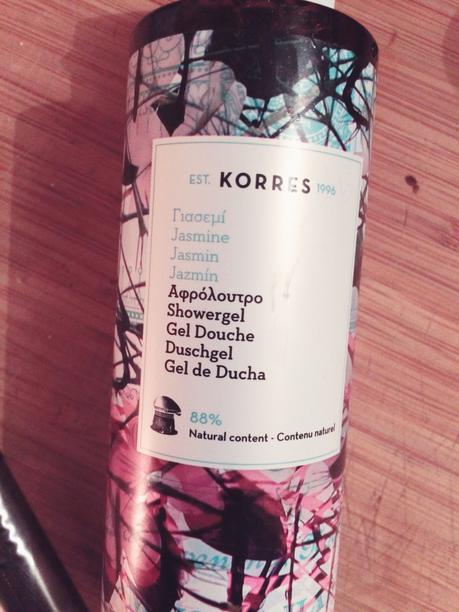 EST. KORRES 1996
Γιασεμί
Jasmine
Jasmin
Jazmín
Αφρόλουτρο
Showergel
Gel Douche
Duschgel
Gel de Ducha
88%
Natural content - Contenu naturel